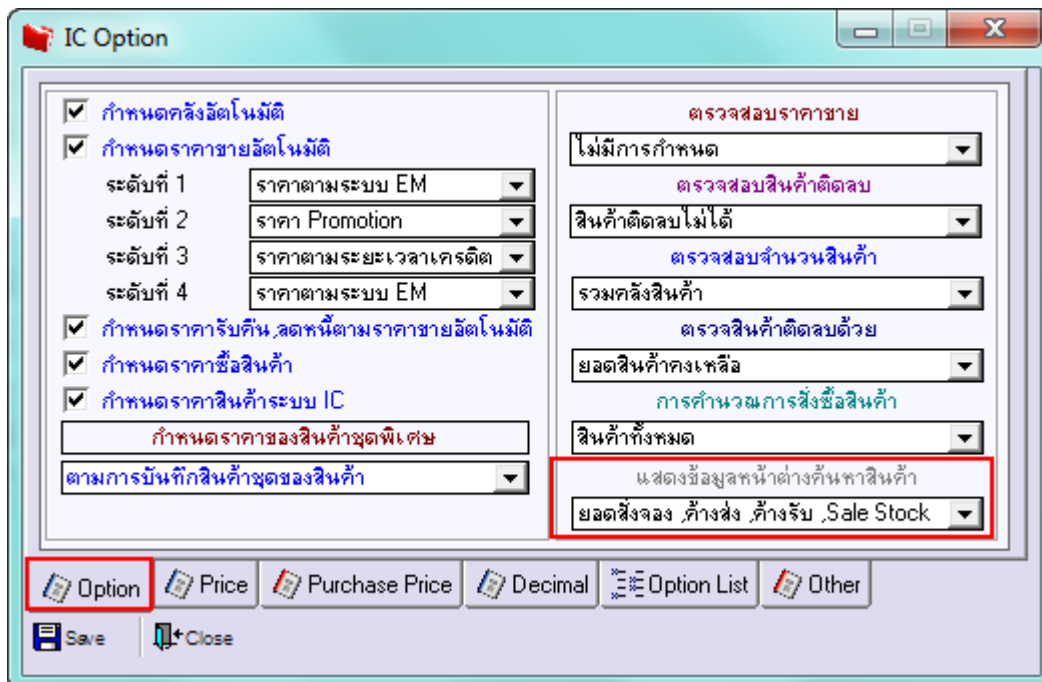 IC Option
กำหนดคลังอัตโนมัติ
กำหนดราคาขายอัตโนมัติ
ระดับที่ 1 ราคาตามระบบ EM
ระดับที่ 2 ราคา Promotion
ระดับที่ 3 ราคาตามระยะเวลาเครดิต
ระดับที่ 4 ราคาตามระบบ EM
กำหนดราคารับคืน,ลดหนี้ตามราคาขายอัตโนมัติ
กำหนดราคาซื้อสินค้า
กำหนดราคาสินค้าระบบ IC
กำหนดราคาของสินค้าชุดพิเศษ
ตามการบันทึกสินค้าชุดของสินค้า
ตรวจสอบราคาขาย
ไม่มีการกำหนด
ตรวจสอบสินค้าติดลบ
สินค้าติดลบไม่ได้
ตรวจสอบจำนวนสินค้า
รวมคลังสินค้า
ตรวจสินค้าติดลบด้วย
ยอดสินค้าคงเหลือ
การคำนวณการสั่งซื้อสินค้า
สินค้าทั้งหมด
แสดงข้อมูลหน้าต่างค้นหาสินค้า
ยอดสั่งจอง ,ค้างส่ง ,ค้างรับ ,Sale Stock
Option Price Purchase Price Decimal Option List Other
Save Close